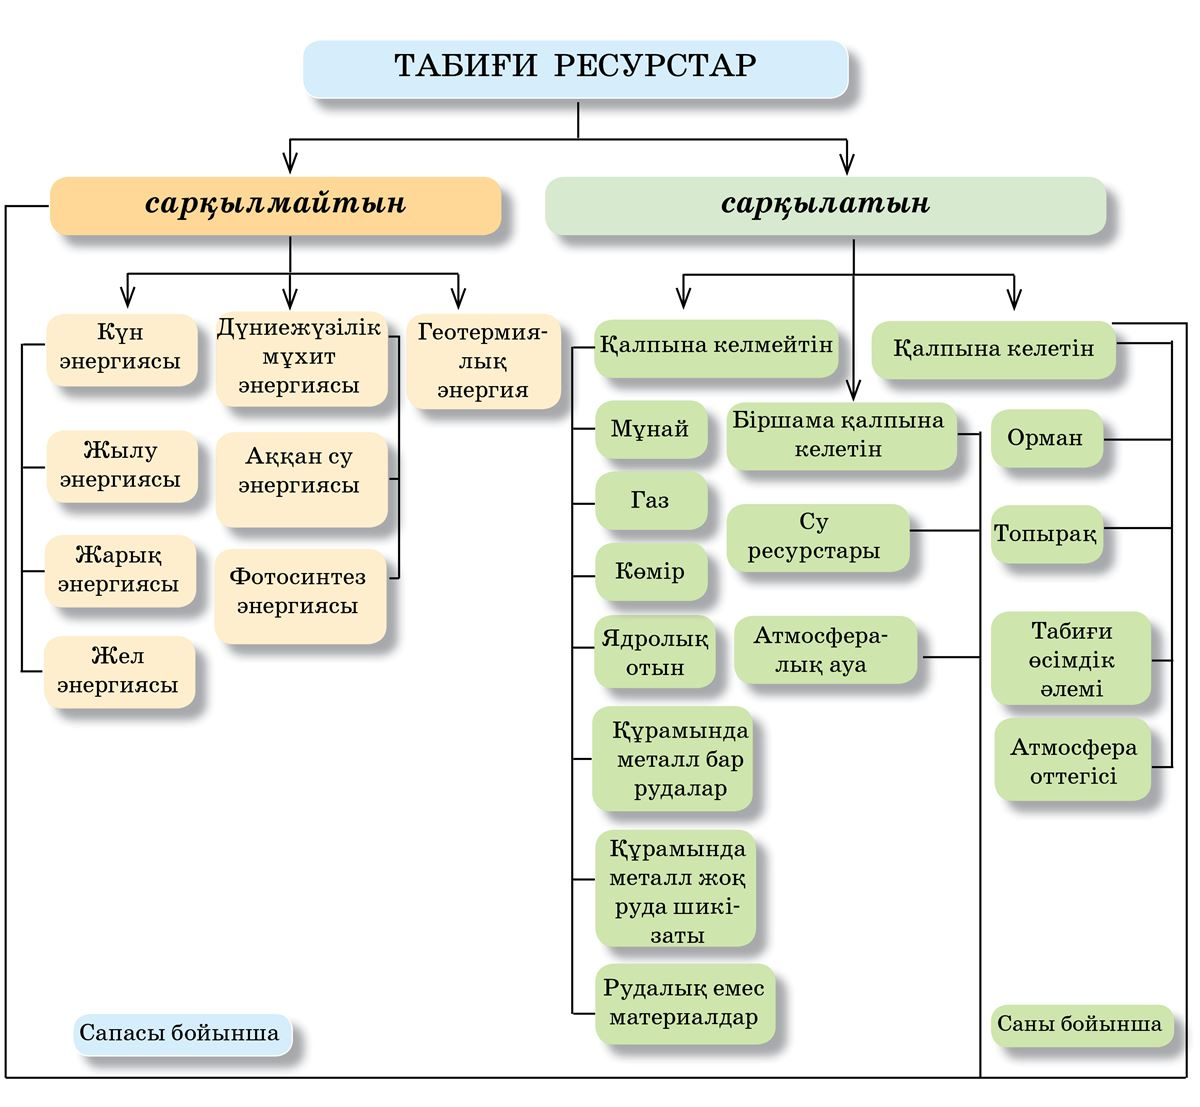 ТАБИҒИ РЕСУРСТАР
сарқылмайтын
сарқылатын
Күн
энергиясы
Жылу
энергиясы
Жарық
энергиясы
Жел
энергиясы
Дүниежүзілік
мұхит
энергиясы
Аққан су
энергиясы
Фотосинтез
энергиясы
Геотермия-
лық
энергия
Қалпына келмейтін
Мұнай
Газ
Көмір
Ядролық
отын
Құрамында
металл бар
рудалар
Құрамында
металл жоқ
руда шикі-
заты
Рудалық емес
материалдар
Біршама қалпына
келетін
Су
ресурстары
Атмосфера-
лық ауа
Қалпына келетін
Орман
Топырақ
Табиғи
өсімдік
әлемі
Атмосфера
оттегісі
Сапасы бойынша
Саны бойынша